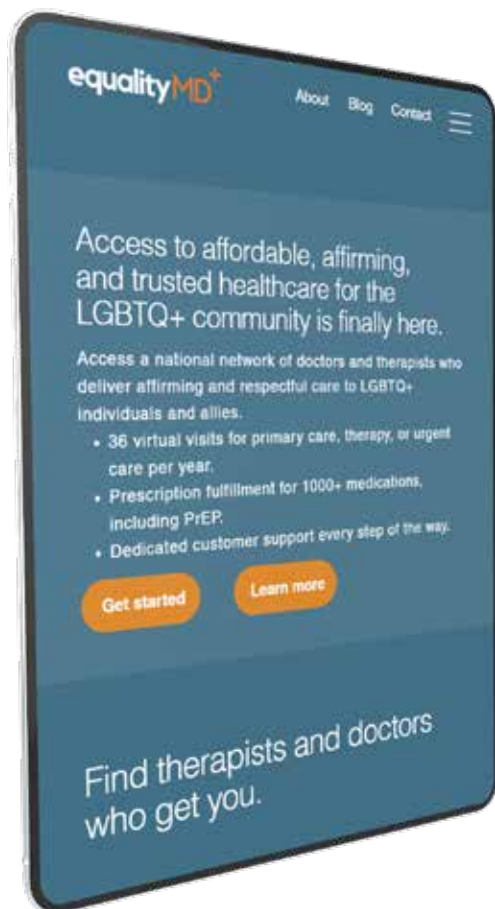 equalityMD+
About Blog Contact
Access to affordable, affirming,
and trusted healthcare for the
LGBTQ+ community is finally here.
Access a national network of doctors and therapists who
deliver affirming and respectful care to LGBTQ+
individuals and allies.
• 36 virtual visits for primary care, therapy, or urgent
care per year.
• Prescription fulfillment for 1000+ medications,
including PrEP.
• Dedicated customer support every step of the way.
Get started Learn more
Find therapists and doctors
who get you.